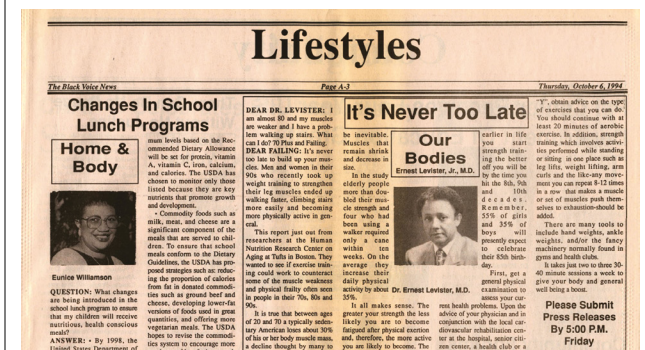 Lifestyles
The Black Voice News
Page A-3
Thursday, October 6, 1994
Changes In School
Lunch Programs
Home &
Body
Eunice Williamson
QUESTION: What changes
are being introduced in the
school lunch program to ensure
that my children will receive
nutritious, health conscious
meals?
ANSWER: • By 1998, the
United States Department of
mum level based on the Rec-
ommended Dietary Allowance
will be set for protein, vitamin
A, vitamin C, iron, calcium,
and calories. The USDA has
chosen to monitor only those
listed because they are key
nutrients that promote growth
and development.
• Commodity foods such as
milk, meat, and cheese are a
significant component of the
meals that are served to chil-
dren. To ensure that school
meals conform to the Dietary
Guidelines, the USDA has pro-
posed strategies such as: reduc-
ing the proportion of calories
from fat in donated commodi-
ties such as ground beef and
cheese, developing lower-fat
versions of foods used in great
quantities, and offering more
vegetarian meals. The USDA
hopes to revise the commodi-
ties system to encourage more
It's Never Too Late
DEAR DR. LEVISTER: I
am almost 80 and my muscles
are weaker and I have a prob-
lem walking up stairs. What
can I do? 70 Plus and Failing.
DEAR FAILING: It's never
too late to build up your mus-
cles. Men and women in their
90s who recently took up
weight training to strengthen
their leg muscles ended up
walking faster, climbing stairs
more easily and becoming
more physically active in gen-
eral.
This report just out from
researchers at the Human
Nutrition Research Center on
Aging at Tufts in Boston. They
wanted to see if exercise train-
ing could work to counteract
some of the muscle weakness
and physical frailty often seen
in people in their 70s, 80s and
90s.
It is true that between ages
of 20 and 70 a typically seden-
tary American loses about 30%
of his or her body muscle mass,
a decline thought by many to
be inevitable.
Muscles that
remain shrink
and decrease in
size.
In the study
elderly people
more than dou-
bled their mus-
cle strength and
four who had
been using a
walker required
only a cane
within ten
weeks. On the
average they
increase their
daily physical
activity by about
35%.
It all makes sense. The
greater your strength the less
likely you are to become
fatigued after physical exertion
and, therefore, the more active
you are likely to become. The
Our
Bodies
Ernest Levister, Jr., M.D.
Dr. Ernest Levister, M.D.
earlier in life
you start
strength train-
ing the better
off you will be
by the time you
hit the 8th, 9th
and 10th
decades.
Remember,
55% of girls
and 35% of
boys will
presently expect
to celebrate
their 85th birth-
day.
First, get a
general physical
examination to
assess your cur-
rent health problems. Upon the
advice of your physician and in
conjunction with the local car-
diovascular rehabilitation cen-
ter at the hospital, senior citi-
zen center, a health club or a
"Y", obtain advice on the type
of exercises that you can do.
You should continue with at
least 20 minutes of aerobic
exercise. In addition, strength
training which involves activi-
ties performed while standing
or sitting in one place such as
leg lifts, weight lifting, arm
curls and the like-any move-
ment you can repeat 8-12 times
in a row that makes a muscle
or set of muscles push them-
selves to exhaustion-should be
added.
There are many tools to
include hand weights, ankle
weights, and/or the fancy
machinery normally found in
gyms and health clubs.
It takes just two to three 30-
40 minute sessions a week to
give your body and general
well being a boost.
Please Submit
Press Releases
By 5:00 P.M.
Friday